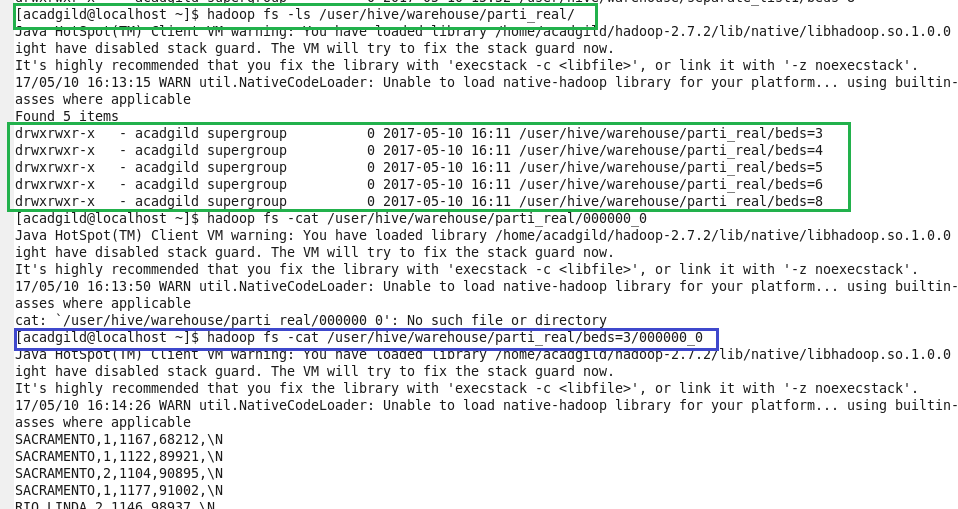 [acadgild@localhost ~]$ hadoop fs -ls /user/hive/warehouse/parti_real/
Java HotSpot(TM) Client VM warning: You have loaded library /home/acadgild/hadoop-2.7.2/lib/native/libhadoop.so.1.0.0
ight have disabled stack guard. The VM will try to fix the stack guard now.
It's highly recommended that you fix the library with 'execstack -c <libfile>', or link it with '-z noexecstack'.
17/05/10 16:13:15 WARN util.NativeCodeLoader: Unable to load native-hadoop library for your platform... using builtin-
asses where applicable
Found 5 items
drwxrwxr-x   - acadgild supergroup          0 2017-05-10 16:11 /user/hive/warehouse/parti_real/beds=3
drwxrwxr-x   - acadgild supergroup          0 2017-05-10 16:11 /user/hive/warehouse/parti_real/beds=4
drwxrwxr-x   - acadgild supergroup          0 2017-05-10 16:11 /user/hive/warehouse/parti_real/beds=5
drwxrwxr-x   - acadgild supergroup          0 2017-05-10 16:11 /user/hive/warehouse/parti_real/beds=6
drwxrwxr-x   - acadgild supergroup          0 2017-05-10 16:11 /user/hive/warehouse/parti_real/beds=8
[acadgild@localhost ~]$ hadoop fs -cat /user/hive/warehouse/parti_real/000000_0
Java HotSpot(TM) Client VM warning: You have loaded library /home/acadgild/hadoop-2.7.2/lib/native/libhadoop.so.1.0.0
ight have disabled stack guard. The VM will try to fix the stack guard now.
It's highly recommended that you fix the library with 'execstack -c <libfile>', or link it with '-z noexecstack'.
17/05/10 16:13:50 WARN util.NativeCodeLoader: Unable to load native-hadoop library for your platform... using builtin-
asses where applicable
cat: `/user/hive/warehouse/parti_real/000000_0': No such file or directory
[acadgild@localhost ~]$ hadoop fs -cat /user/hive/warehouse/parti_real/beds=3/000000_0
Java HotSpot(TM) Client VM warning: You have loaded library /home/acadgild/hadoop-2.7.2/lib/native/libhadoop.so.1.0.0
ight have disabled stack guard. The VM will try to fix the stack guard now.
It's highly recommended that you fix the library with 'execstack -c <libfile>', or link it with '-z noexecstack'.
17/05/10 16:14:26 WARN util.NativeCodeLoader: Unable to load native-hadoop library for your platform... using builtin-
asses where applicable
SACRAMENTO,1,1167,68212,\N
SACRAMENTO,1,1122,89921,\N
SACRAMENTO,2,1104,90895,\N
SACRAMENTO,1,1177,91002,\N
RIO LINDA,2,1146,98937,\N